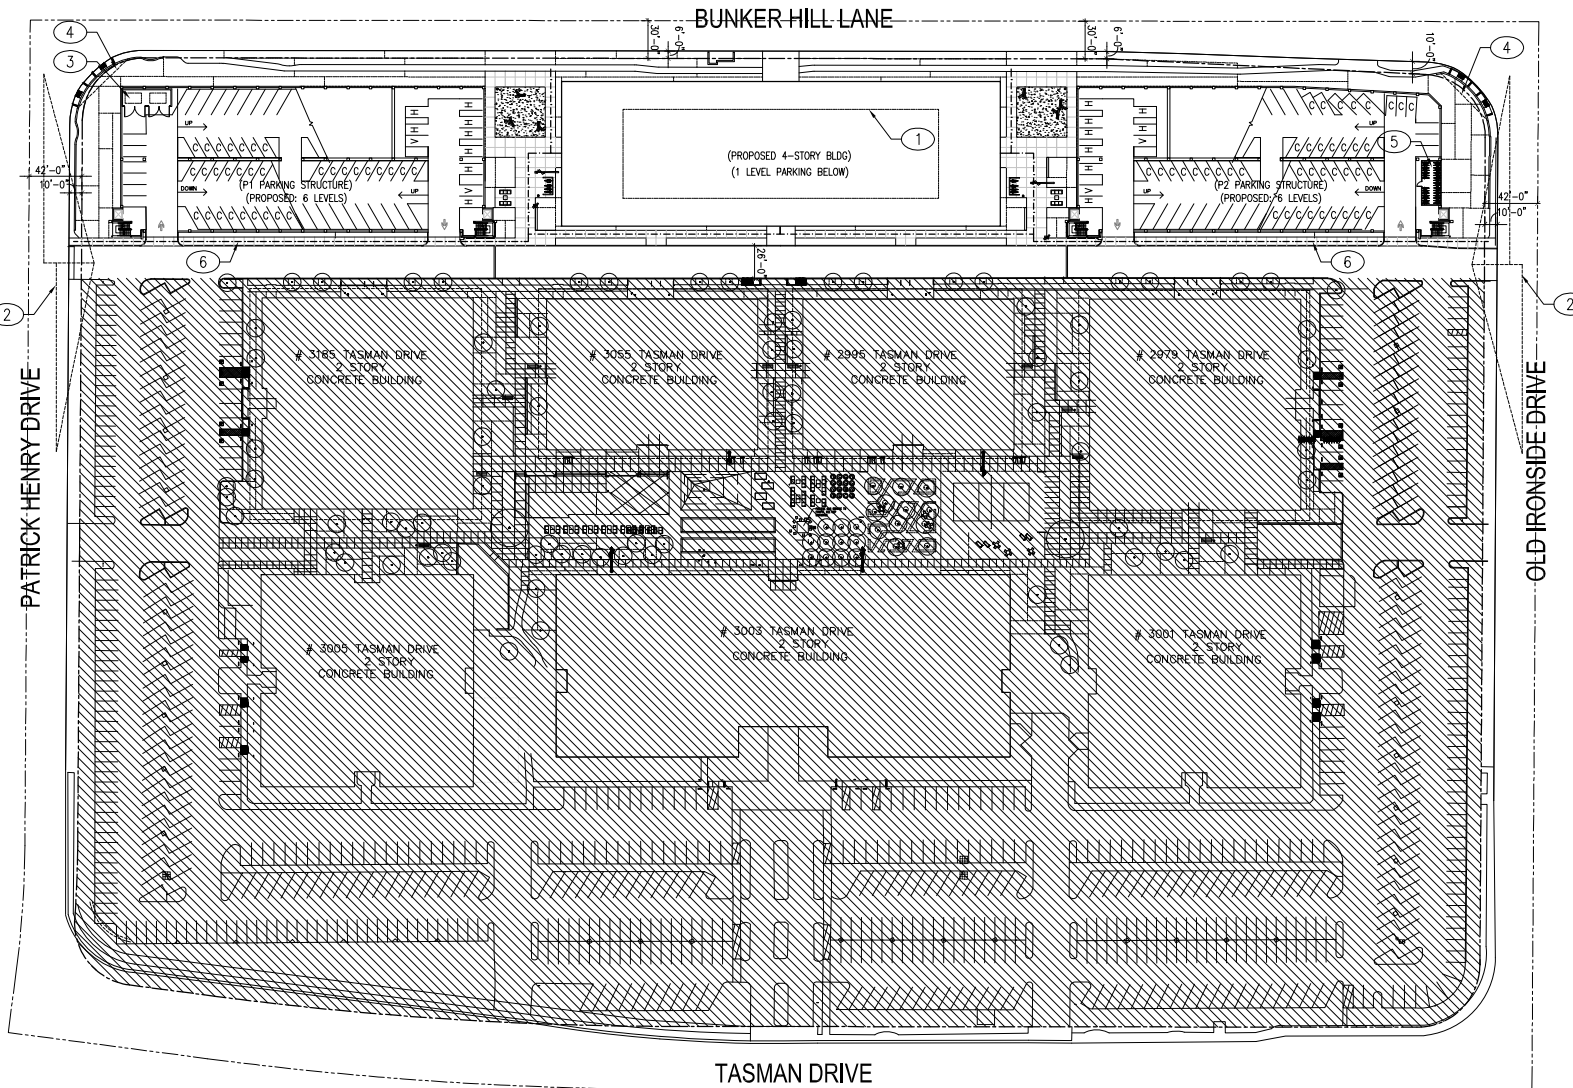 BUNKER HILL LANE
30'-0"
6'-0"
30'-0"
6'-0"
10'-0"
4
3
4
1
5
UP
UP
(PROPOSED 4-STORY BLDG)
(1 LEVEL PARKING BELOW)
(P1 PARKING STRUCTURE)
(PROPOSED: 6 LEVELS)
DOWN
UP
(P2 PARKING STRUCTURE)
(PROPOSED: 6 LEVELS)
UP
DOWN
42'-0"
10'-0"
42'-0"
10'-0"
6
26'-0"
6
2
2
# 3185 TASMAN DRIVE
2 STORY
CONCRETE BUILDING
# 3055 TASMAN DRIVE
2 STORY
CONCRETE BUILDING
# 2995 TASMAN DRIVE
2 STORY
CONCRETE BUILDING
# 2979 TASMAN DRIVE
2 STORY
CONCRETE BUILDING
PATRICK HENRY DRIVE
OLD IRONSIDE DRIVE
# 3005 TASMAN DRIVE
2 STORY
CONCRETE BUILDING
# 3003 TASMAN DRIVE
2 STORY
CONCRETE BUILDING
# 3001 TASMAN DRIVE
2 STORY
CONCRETE BUILDING
TASMAN DRIVE